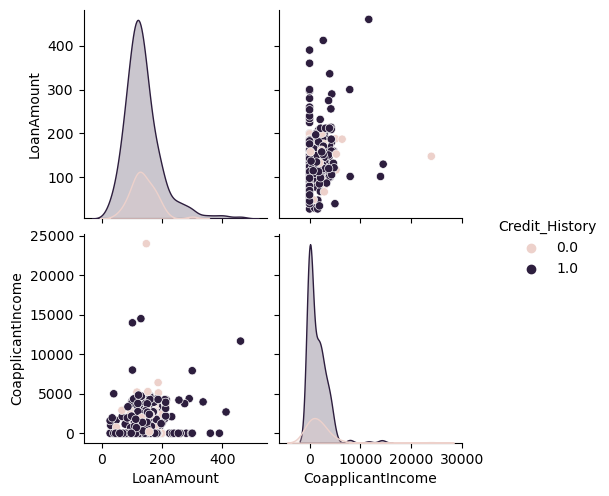 400
300
200
100
LoanAmount
Credit_History
0.0
1.0
25000
20000
15000
10000
5000
0
CoapplicantIncome
0 200 400
LoanAmount
0 10000 20000 30000
CoapplicantIncome